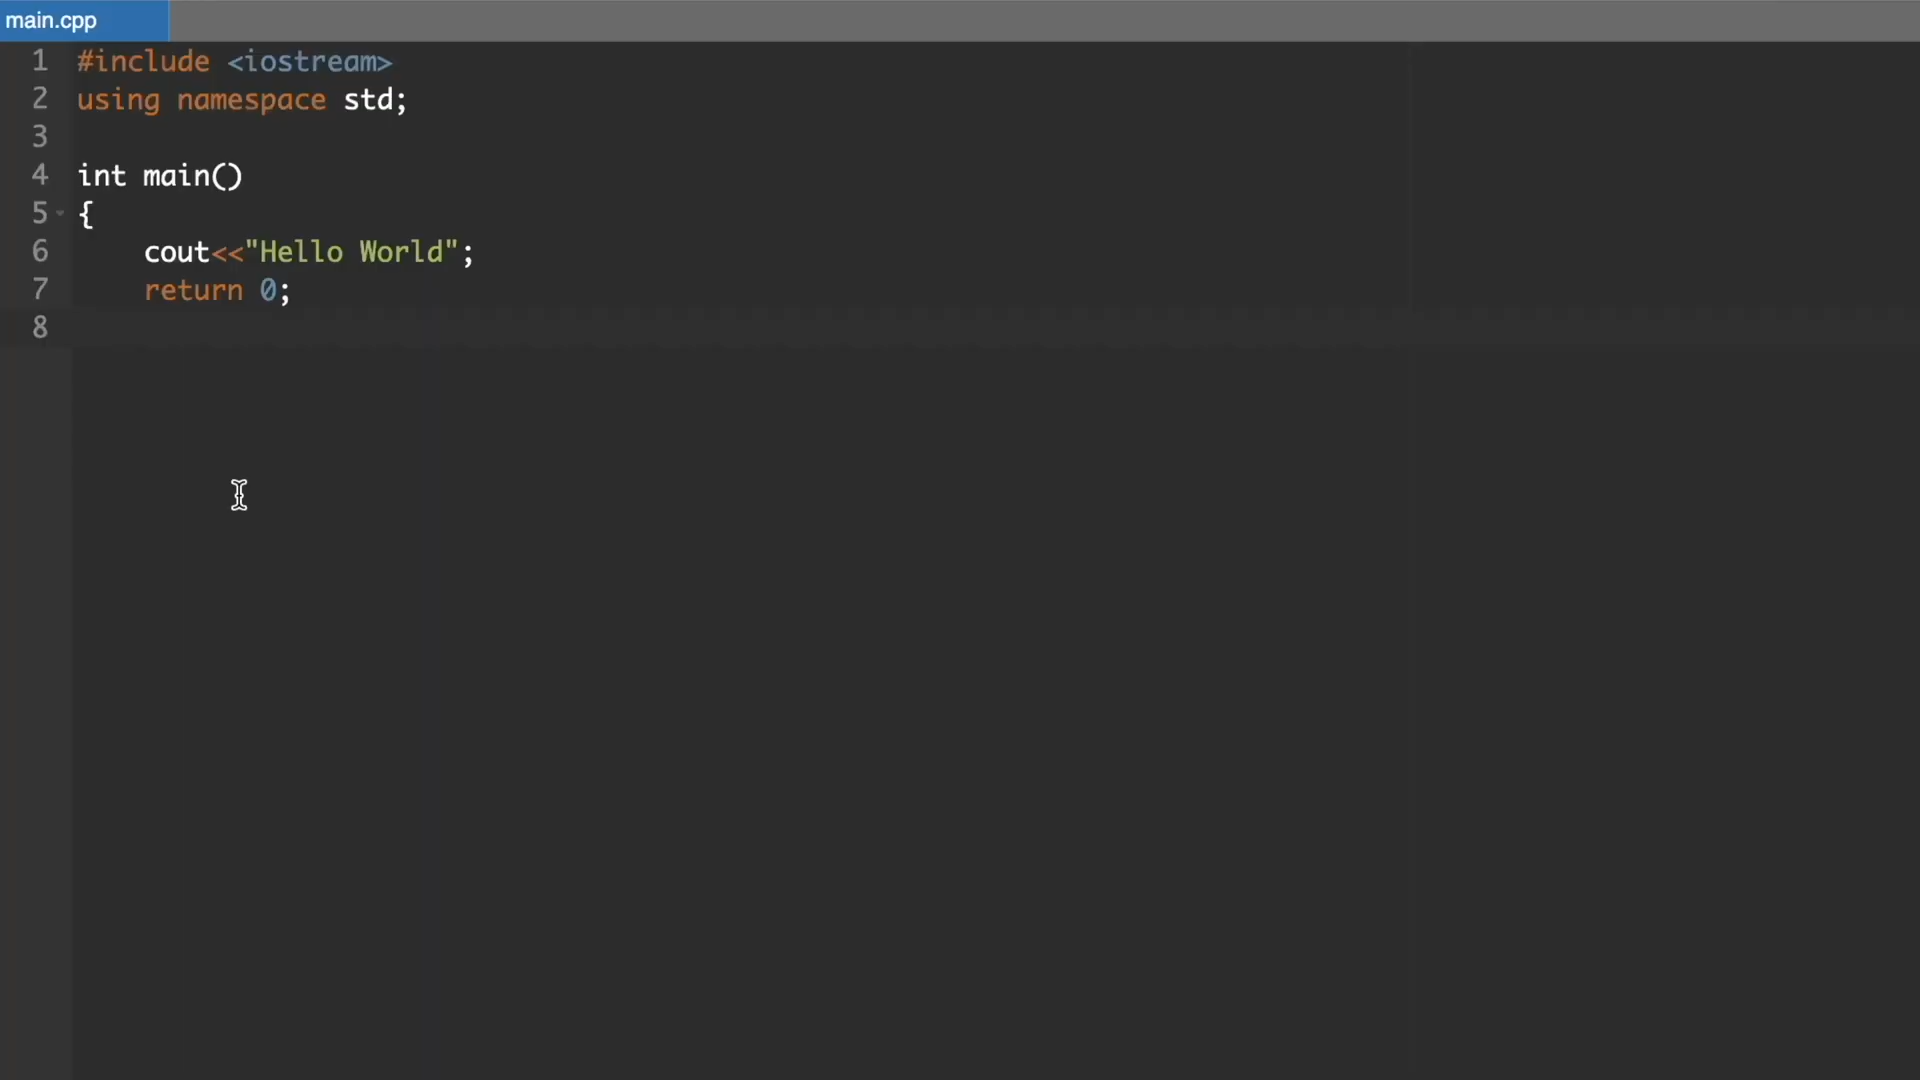 main.cpp
1 #include <iostream>
2 using namespace std;
3
4 int main()
5 {
6     cout<<"Hello World";
7     return 0;
8